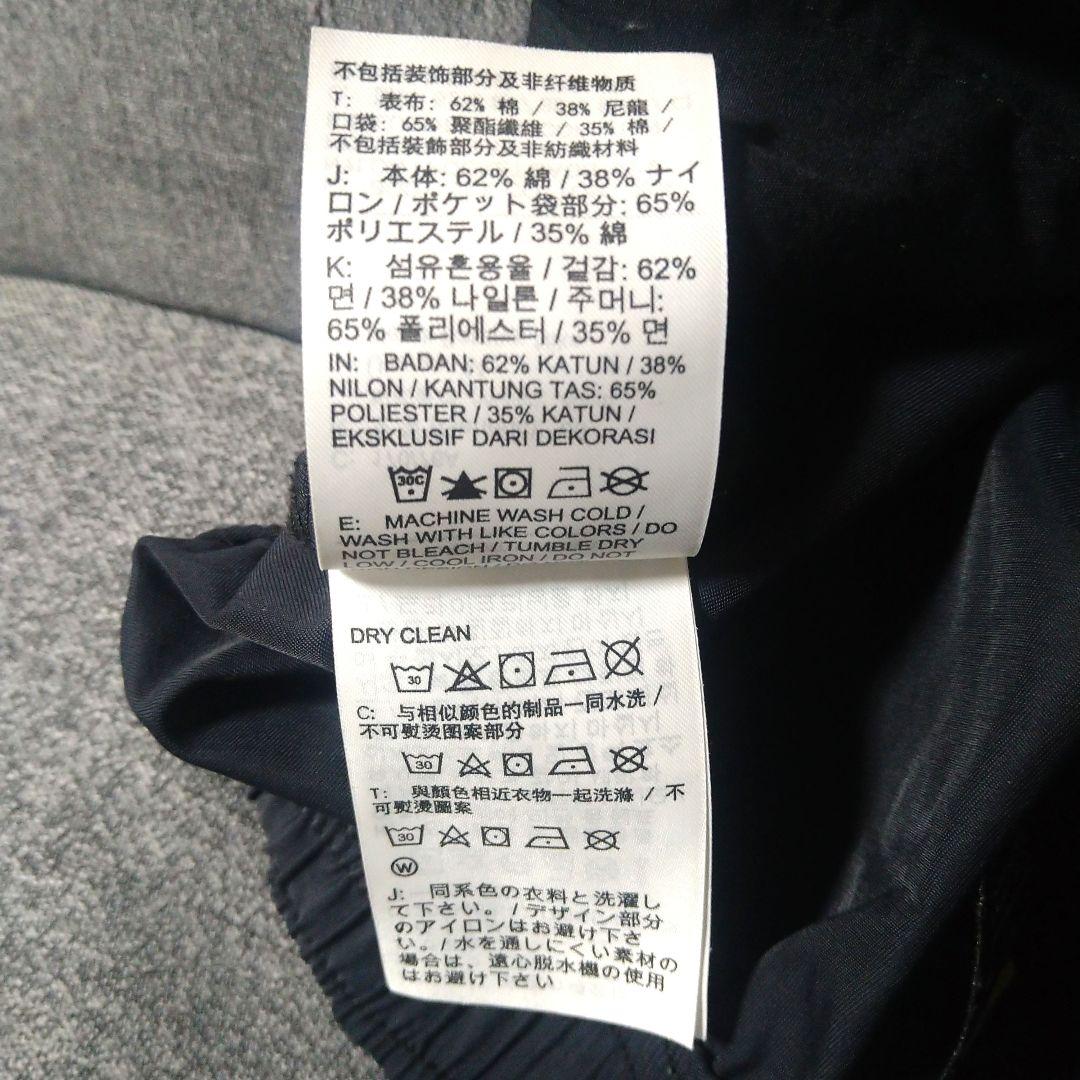 不包括装饰部分及非纤维物质
T: 表布: 62% 棉 / 38% 尼龍 /
口袋: 65% 聚酯纖維 / 35% 棉 /
不包括裝飾部分及非紡織材料
J: 本体: 62% 綿 / 38% ナイ
ロン / ポケット袋部分: 65%
ポリエステル / 35% 綿
K: 섬유혼용율 / 겉감: 62%
면 / 38% 나일론 / 주머니:
65% 폴리에스터 / 35% 면
IN: BADAN: 62% KATUN / 38%
NILON / KANTUNG TAS: 65%
POLIESTER / 35% KATUN /
EKSKLUSIF DARI DEKORASI
30C
E: MACHINE WASH COLD /
WASH WITH LIKE COLORS / DO
NOT BLEACH / TUMBLE DRY
LOW / COOL IRON / DO NOT
DRY CLEAN
30
C: 与相似颜色的制品一同水洗 /
不可熨烫图案部分
30
T: 與顏色相近衣物一起洗滌 / 不
可熨燙圖案
30
W
J: 同系色の衣料と洗濯し
て下さい。/ デザイン部分
のアイロンはお避け下さ
い。/ 水を通しにくい素材の
場合は、遠心脱水機の使用
はお避け下さい